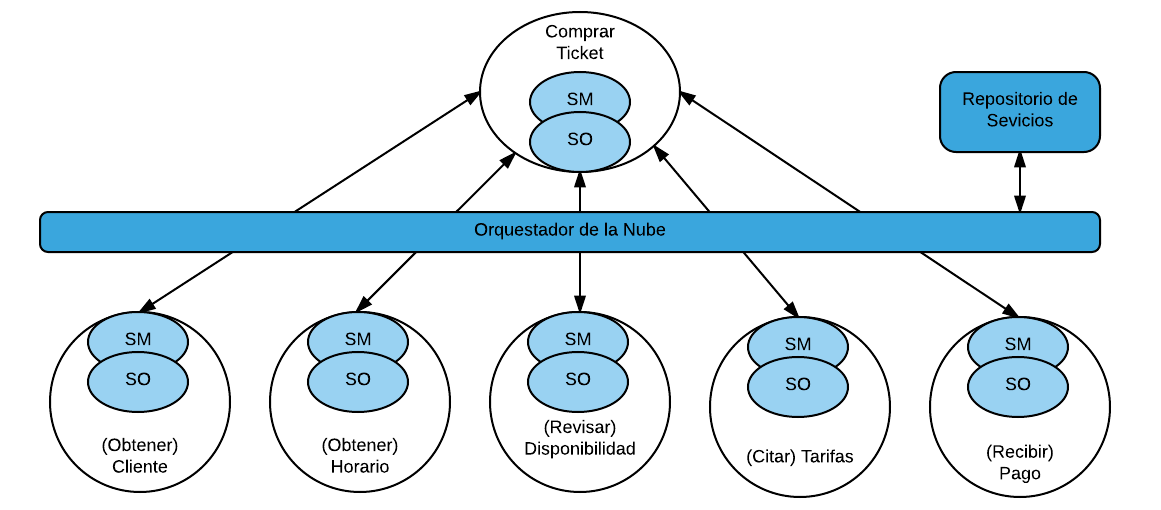 Comprar
Ticket
SM
SO
Repositorio de
Sevicios
Orquestador de la Nube
SM
SO
(Obtener)
Cliente
SM
SO
(Obtener)
Horario
SM
SO
(Revisar)
Disponibilidad
SM
SO
(Citar) Tarifas
SM
SO
(Recibir)
Pago